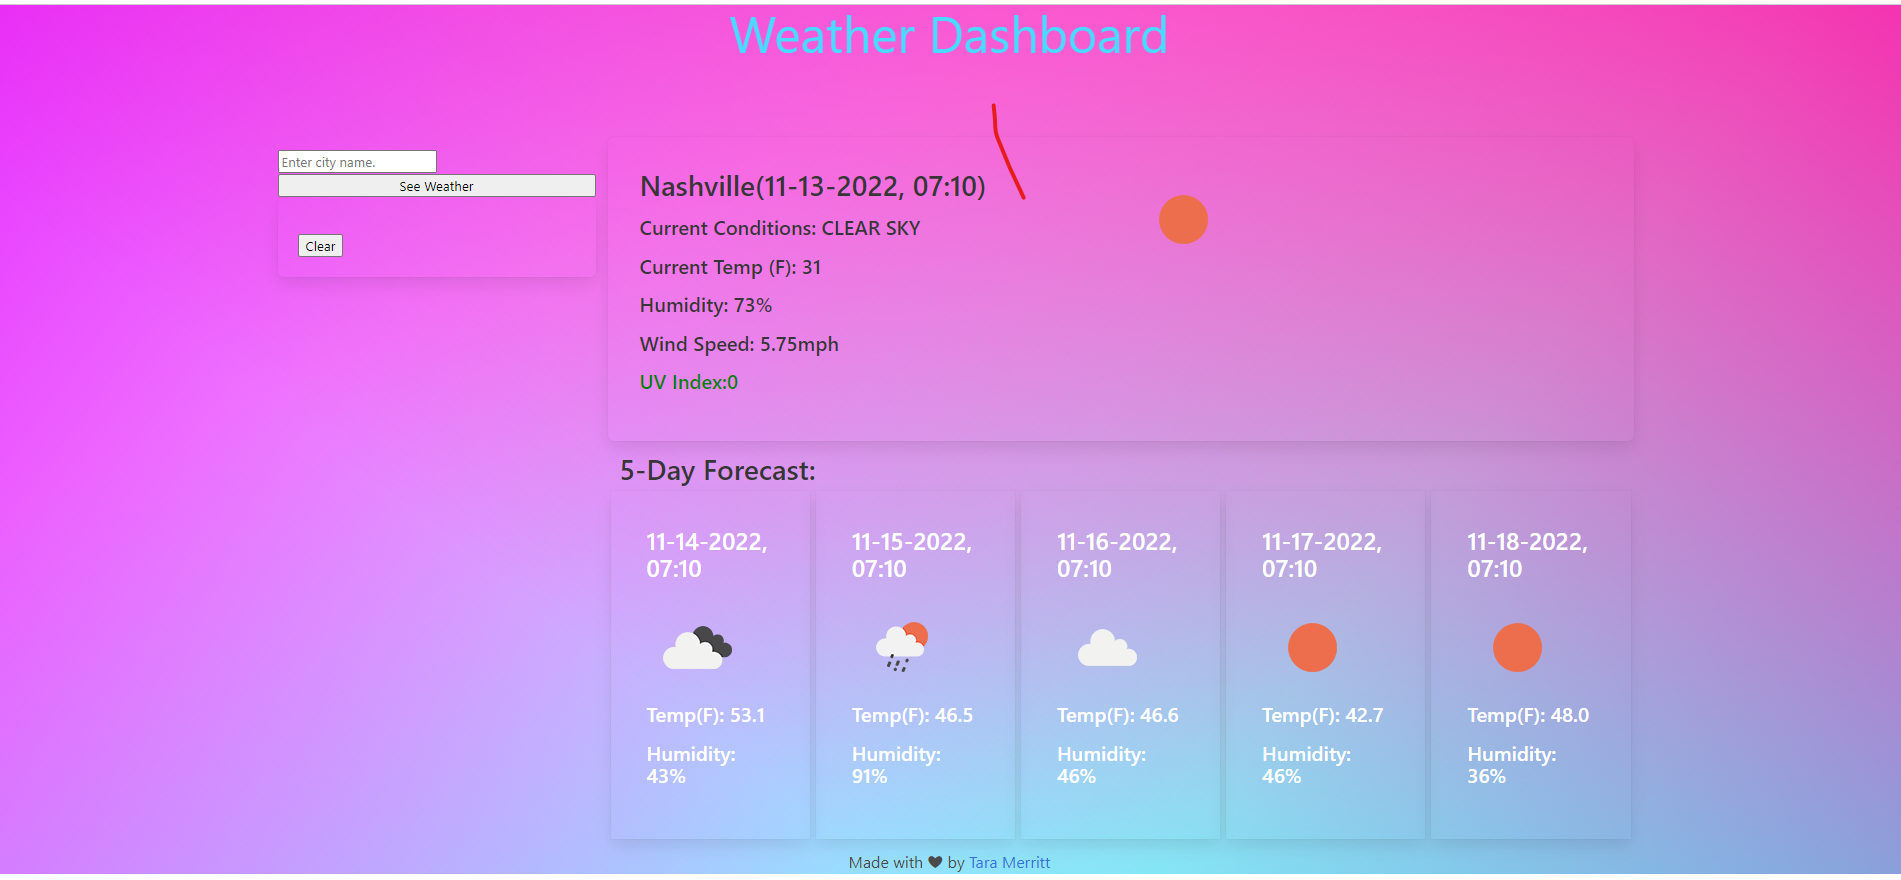 Weather Dashboard
Enter city name.
See Weather
Clear
Nashville(11-13-2022, 07:10)
Current Conditions: CLEAR SKY
Current Temp (F): 31
Humidity: 73%
Wind Speed: 5.75mph
UV Index:0
5-Day Forecast:
11-14-2022,
07:10
Temp(F): 53.1
Humidity:
43%
11-15-2022,
07:10
Temp(F): 46.5
Humidity:
91%
11-16-2022,
07:10
Temp(F): 46.6
Humidity:
46%
11-17-2022,
07:10
Temp(F): 42.7
Humidity:
46%
11-18-2022,
07:10
Temp(F): 48.0
Humidity:
36%
Made with ❤ by Tara Merritt